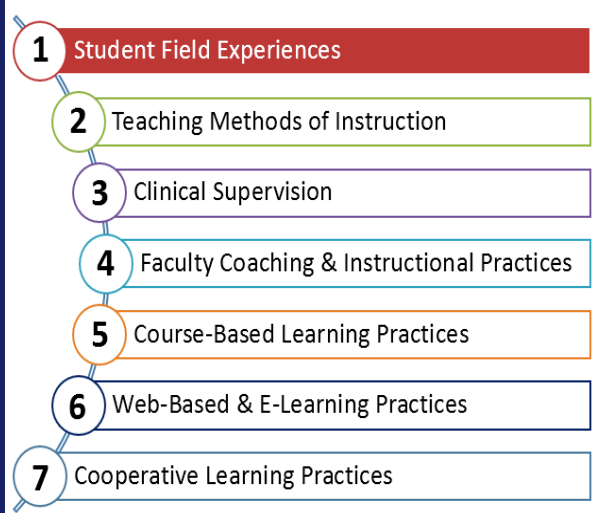 1 Student Field Experiences
2 Teaching Methods of Instruction
3 Clinical Supervision
4 Faculty Coaching & Instructional Practices
5 Course-Based Learning Practices
6 Web-Based & E-Learning Practices
7 Cooperative Learning Practices